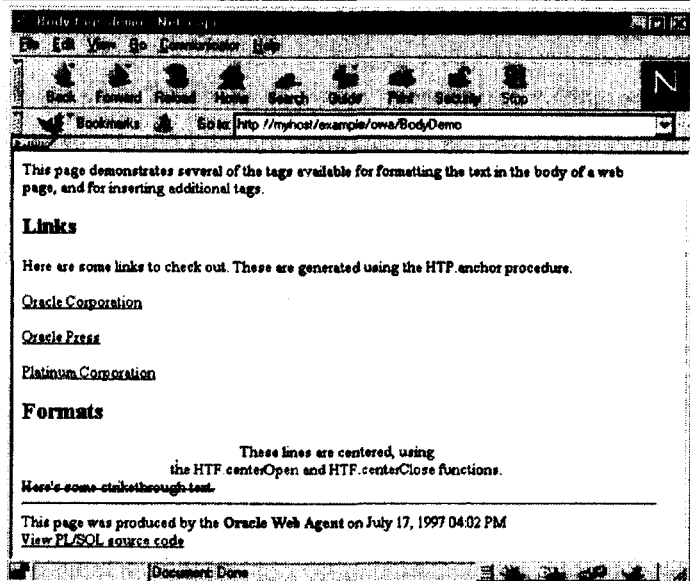 Body tags demo - Netscape
File Edit View Go Communicator Help
Back Forward Reload Home Search Guide Print Security Stop
N
Bookmarks Go to: http //myhost/example/owa/BodyDemo
This page demonstrates several of the tags available for formatting the text in the body of a web
page, and for inserting additional tags.
Links
Here are some links to check out. These are generated using the HTP.anchor procedure.
Oracle Corporation
Oracle Press
Platinum Corporation
Formats
These lines are centered, using
the HTF.centerOpen and HTF.centerClose functions.
Here's some strikethrough text.
This page was produced by the Oracle Web Agent on July 17, 1997 04:02 PM
View PL/SQL source code
Document: Done